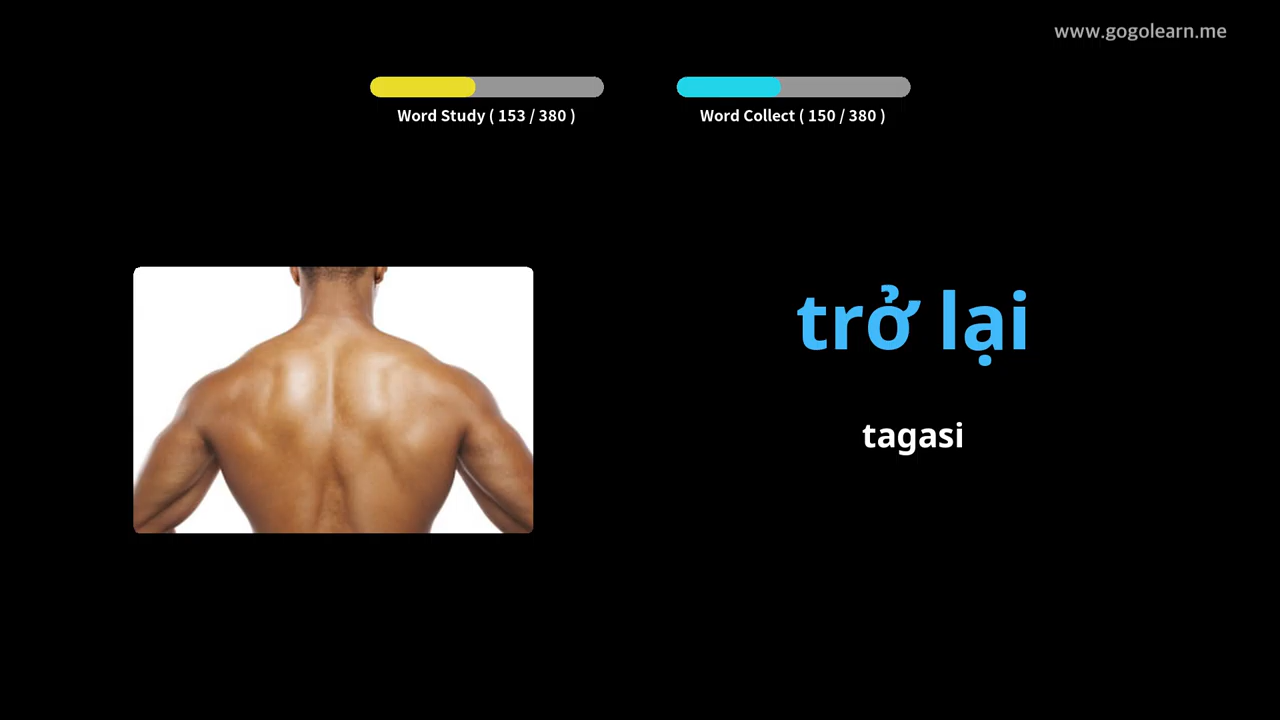 www.gogolearn.me
Word Study ( 153 / 380 )
Word Collect ( 150 / 380 )
trở lại
tagasi